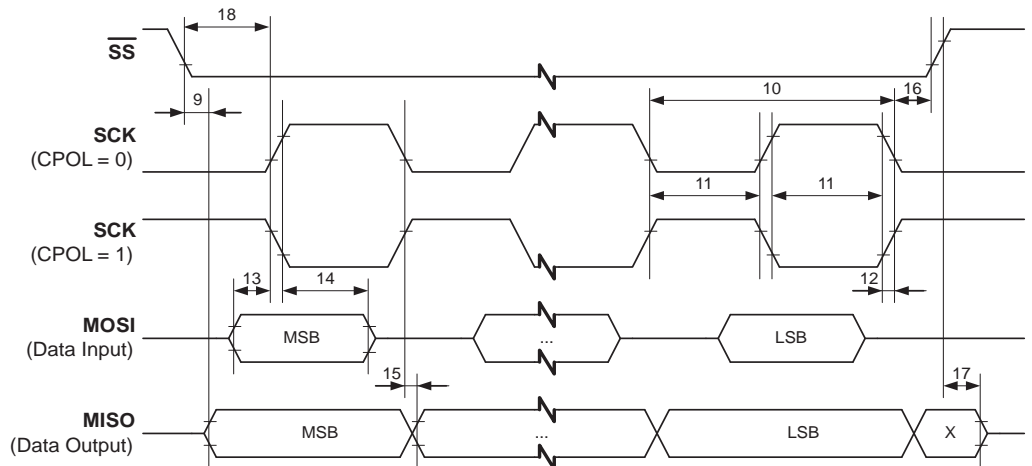 18
SS
9
10
16
SCK
(CPOL = 0)
11
11
SCK
(CPOL = 1)
13
14
12
MOSI
(Data Input)
MSB
...
LSB
15
17
MISO
(Data Output)
MSB
...
LSB
X